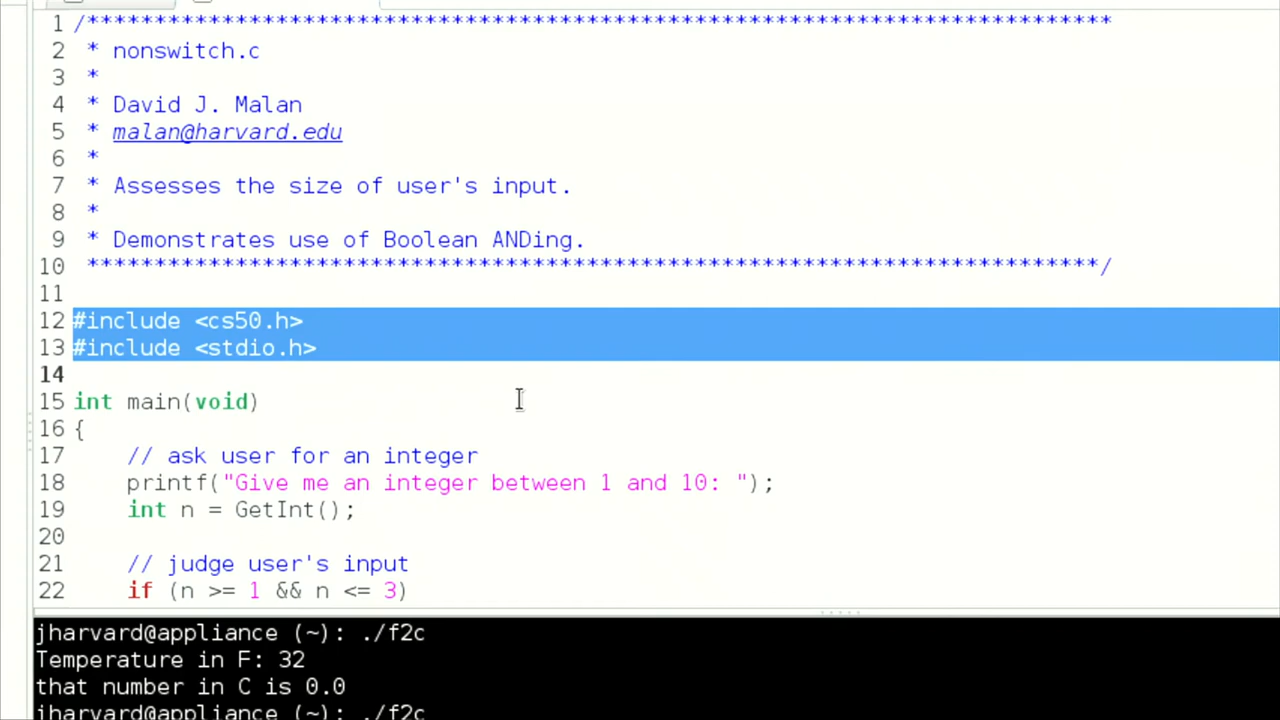 1 /****************************************************************************
2  * nonswitch.c
3  *
4  * David J. Malan
5  * malan@harvard.edu
6  *
7  * Assesses the size of user's input.
8  *
9  * Demonstrates use of Boolean ANDing.
10  ***************************************************************************/
11
12 #include <cs50.h>
13 #include <stdio.h>
14
15 int main(void)
16 {
17     // ask user for an integer
18     printf("Give me an integer between 1 and 10: ");
19     int n = GetInt();
20
21     // judge user's input
22     if (n >= 1 && n <= 3)
jharvard@appliance (~): ./f2c
Temperature in F: 32
that number in C is 0.0
jharvard@appliance (~): ./f2c